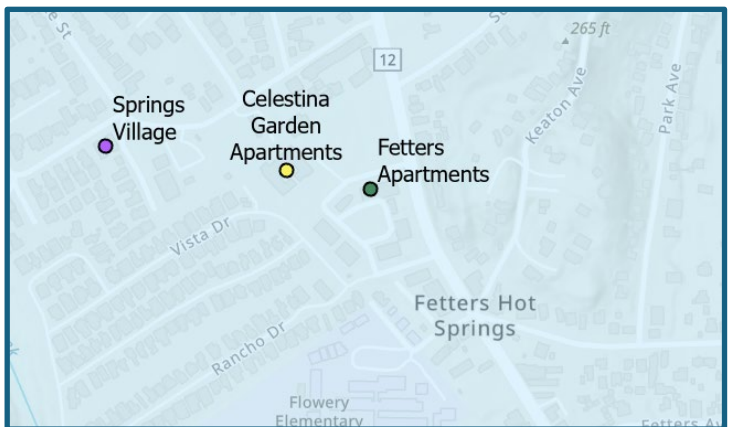 265 ft
12
Springs
Village
Celestina
Garden
Apartments
Fetters
Apartments
Keaton Ave
Park Ave
Vista Dr
Rancho Dr
Fetters Hot
Springs
Flowery
Elementary